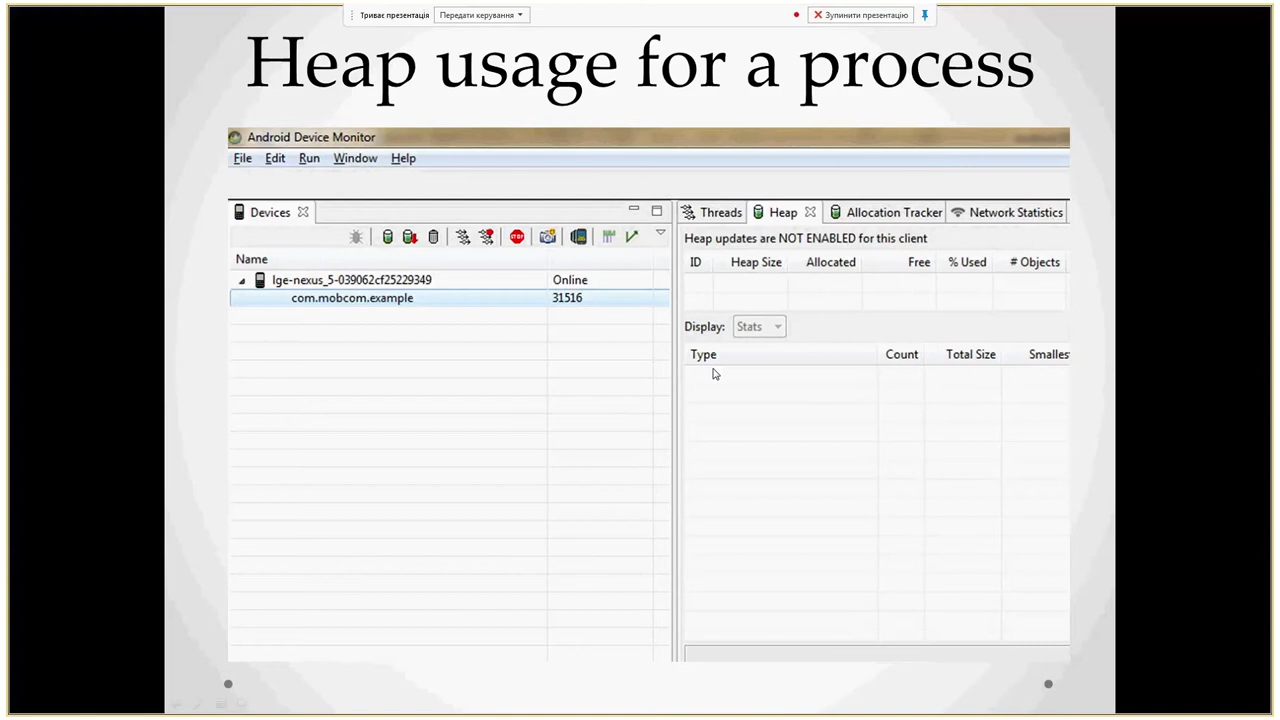 Триває презентація Передати керування Зупинити презентацію
Heap usage for a process
Android Device Monitor
File Edit Run Window Help
Devices Threads Heap Allocation Tracker Network Statistics
STOP
Heap updates are NOT ENABLED for this client
Name ID Heap Size Allocated Free % Used # Objects
lge-nexus_5-039062cf25229349 Online
com.mobcom.example 31516
Display: Stats
Type Count Total Size Smalles